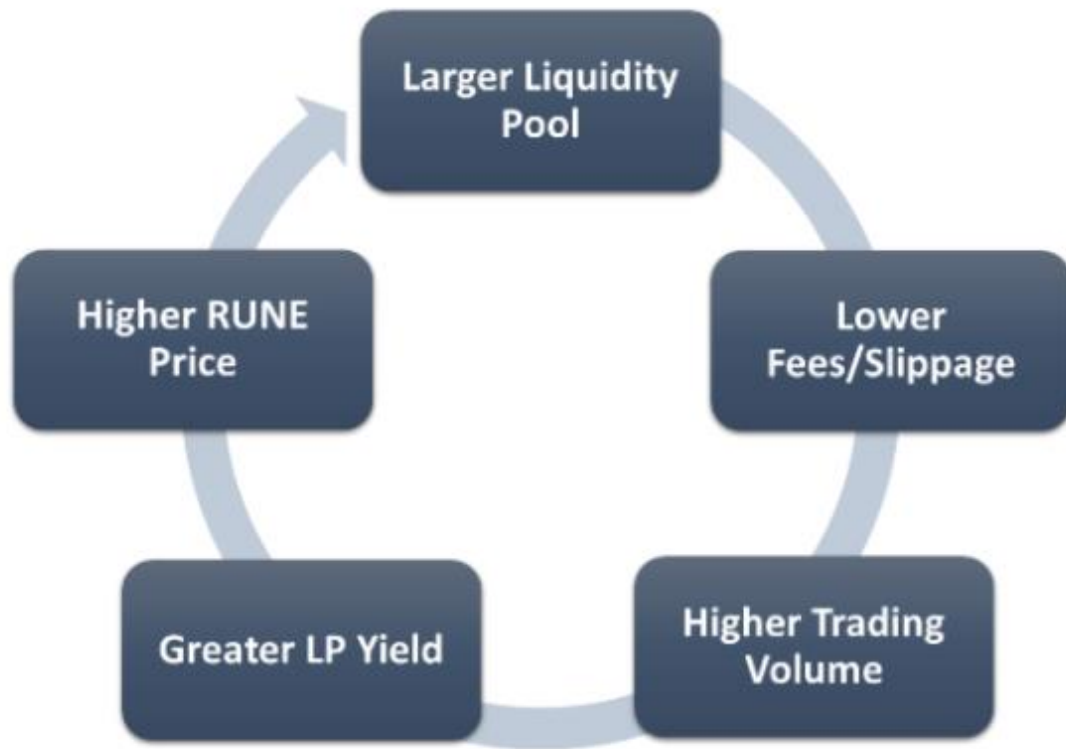 Larger Liquidity
Pool
Lower
Fees/Slippage
Higher Trading
Volume
Greater LP Yield
Higher RUNE
Price